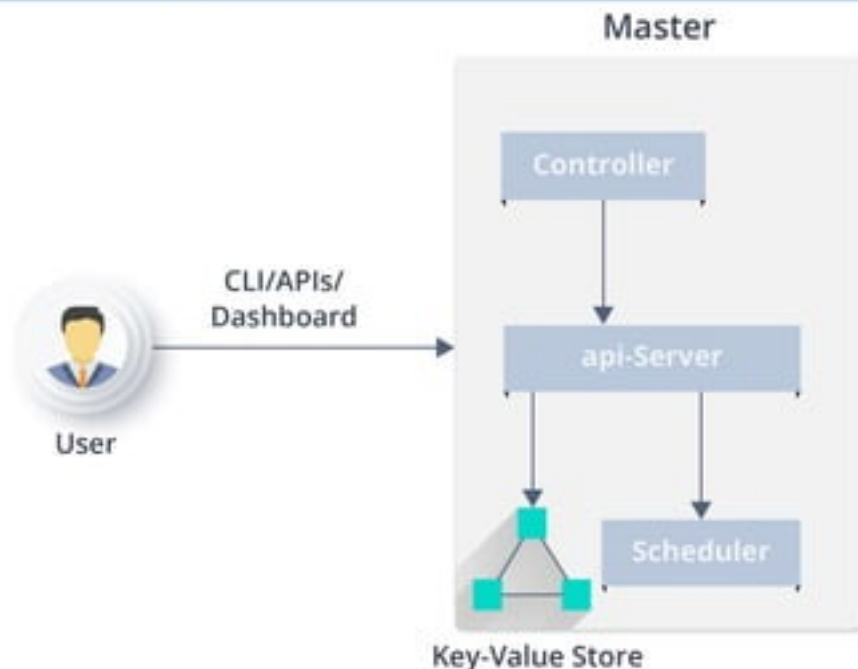 Master
Controller
CLI/APIs/
Dashboard
api-Server
User
Scheduler
Key-Value Store